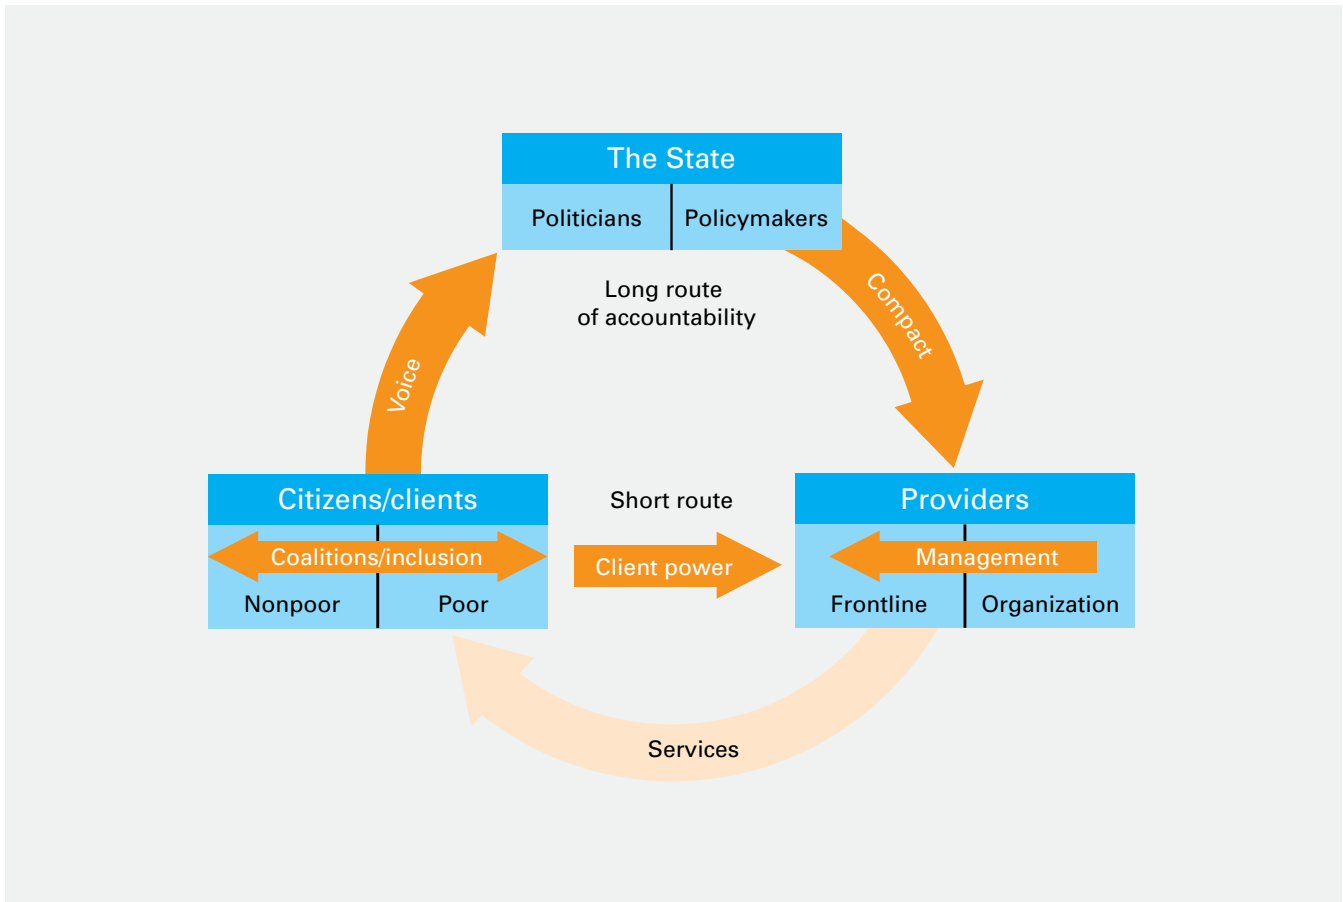 The State
Politicians
Policymakers
Long route
of accountability
Compact
Voice
Citizens/clients
Short route
Providers
Coalitions/inclusion
Client power
Management
Nonpoor
Poor
Frontline
Organization
Services